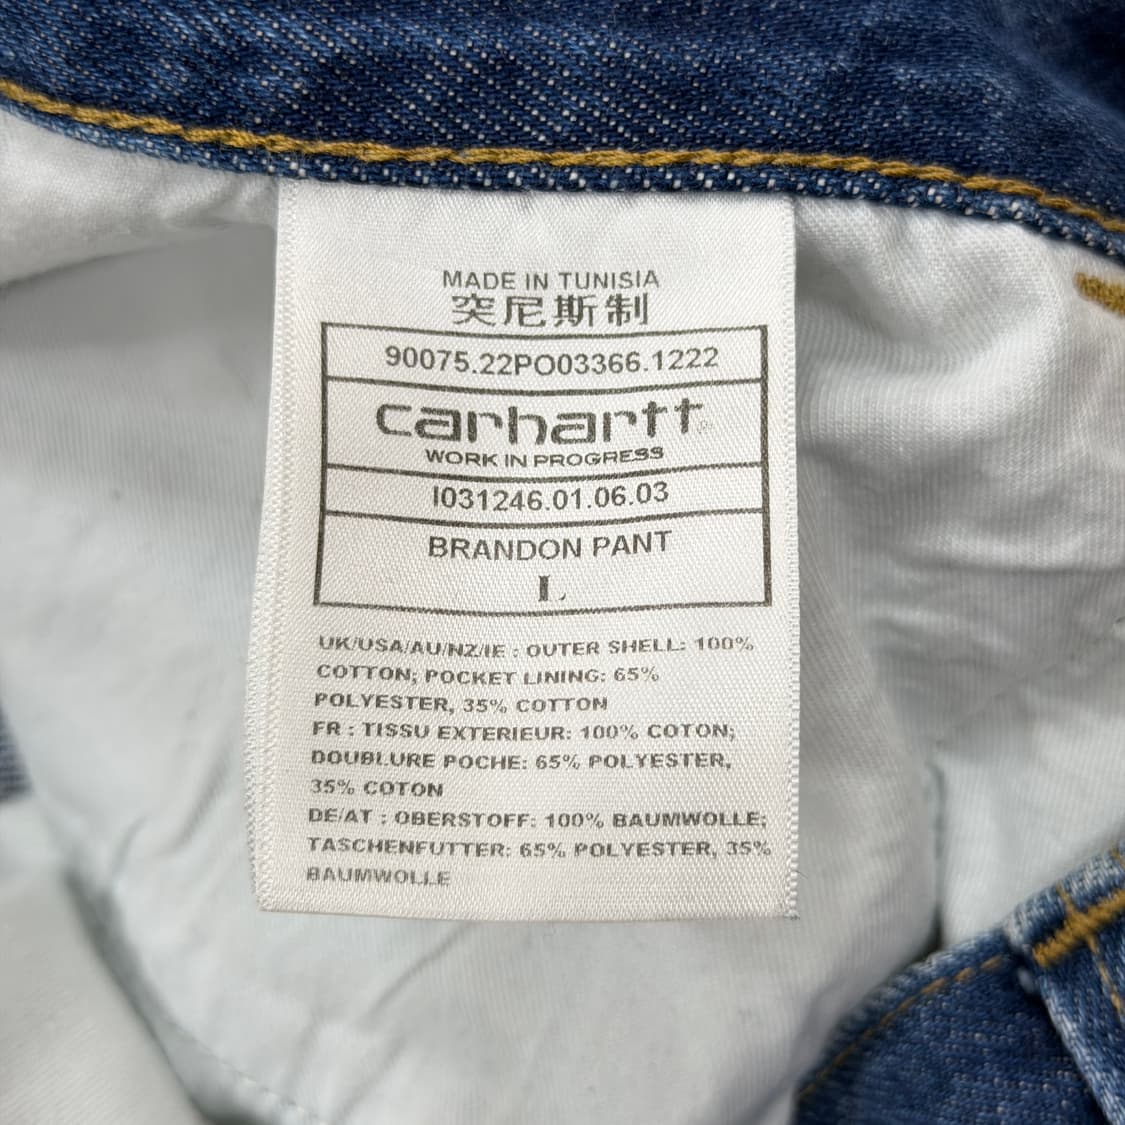 MADE IN TUNISIA
突尼斯制
90075.22PO03366.1222
carhartt®
WORK IN PROGRESS
I031246.01.06.03
BRANDON PANT
L
UK/USA/AU/NZ/IE : OUTER SHELL: 100%
COTTON; POCKET LINING: 65%
POLYESTER, 35% COTTON
FR : TISSU EXTERIEUR: 100% COTON;
DOUBLURE POCHE: 65% POLYESTER,
35% COTON
DE/AT : OBERSTOFF: 100% BAUMWOLLE;
TASCHENFUTTER: 65% POLYESTER, 35%
BAUMWOLLE